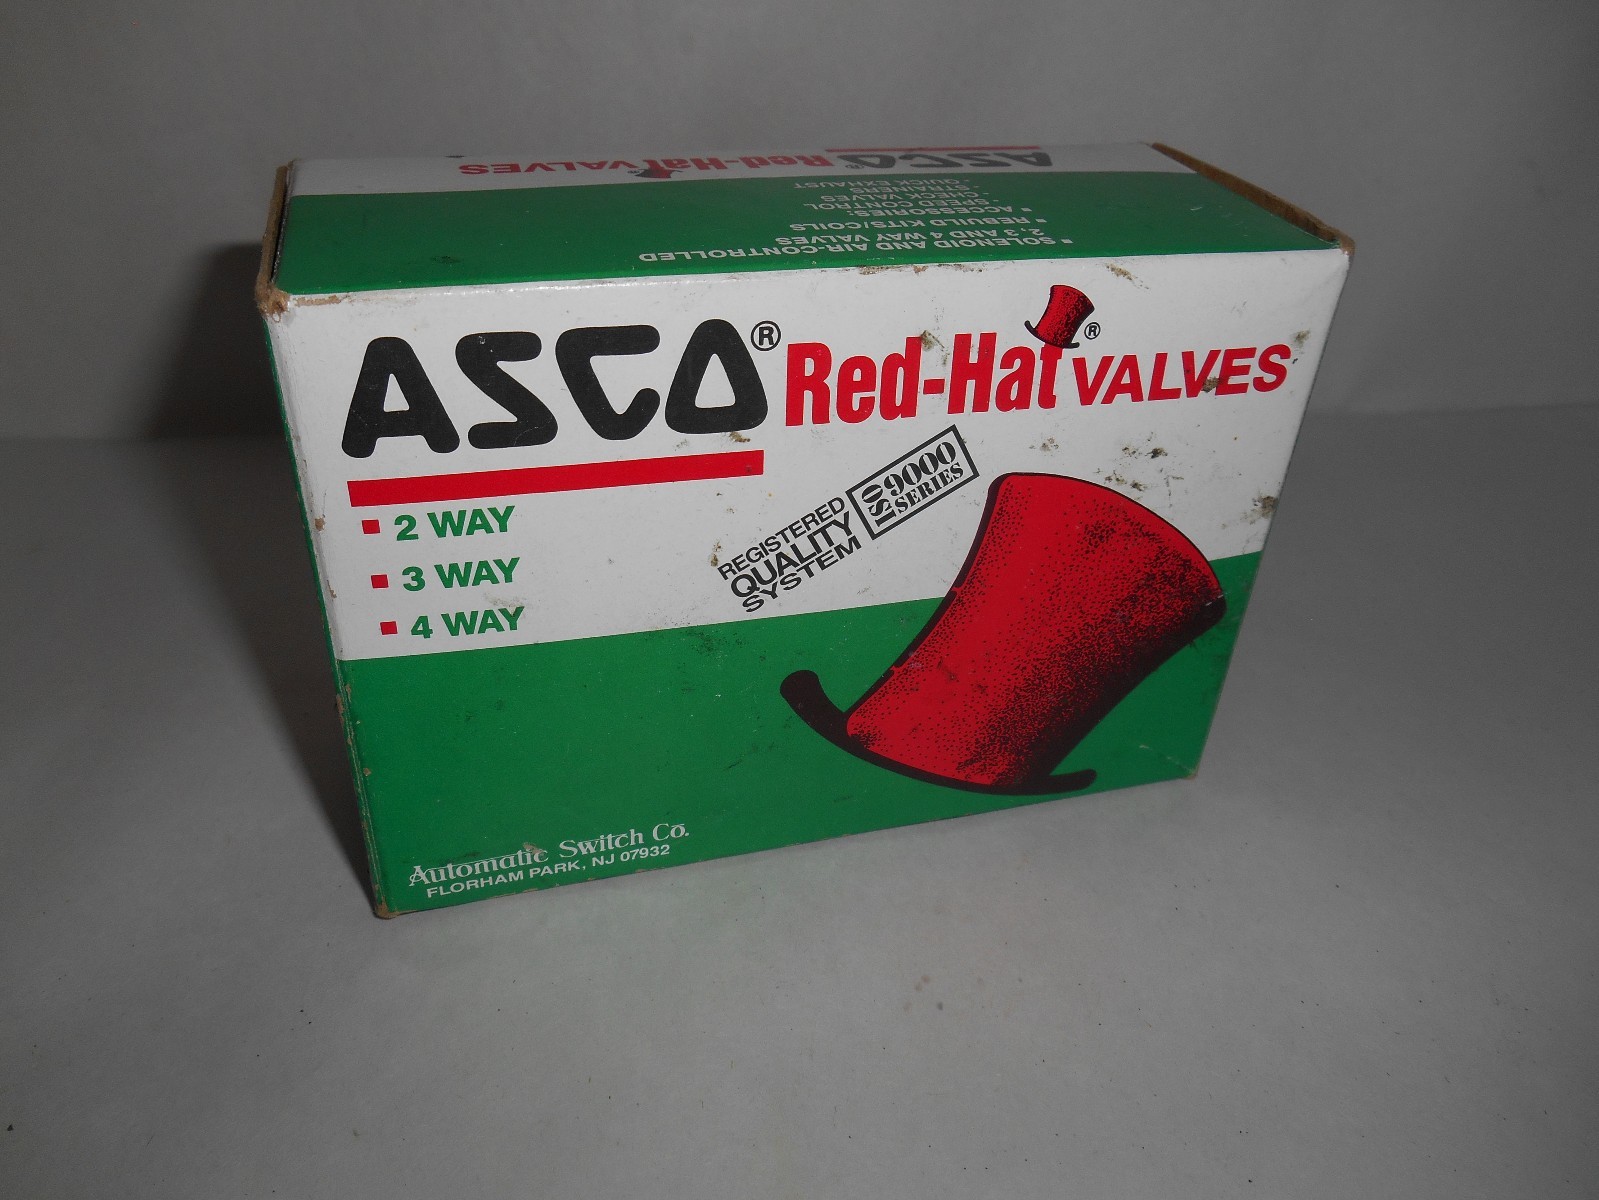 ASCO® Red-Hat® VALVES
SOLENOID AND AIR-CONTROLLED
2, 3 AND 4 WAY VALVES
REBUILD KITS/COILS
ACCESSORIES:
- SPEED CONTROL
- CHECK VALVES
- STRAINERS
- QUICK EXHAUST
ASCO® Red-Hat® VALVES
2 WAY
3 WAY
4 WAY
REGISTERED
QUALITY
SYSTEM
ISO 9000
SERIES
Automatic Switch Co.
FLORHAM PARK, NJ 07932